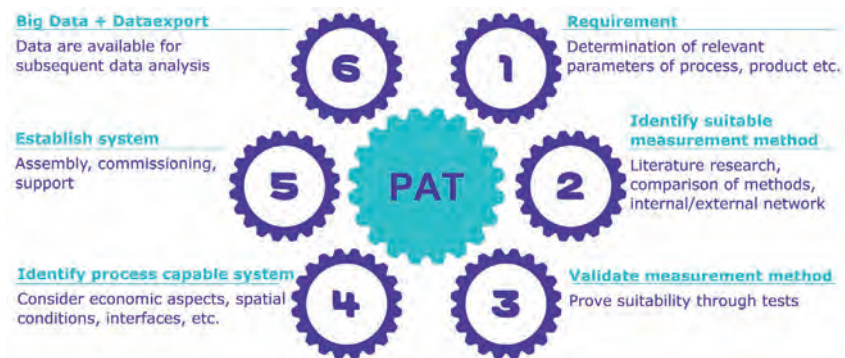 Big Data + Dataexport
Data are available for
subsequent data analysis
6
1
Requirement
Determination of relevant
parameters of process, product etc.
Establish system
Assembly, commissioning,
support
5
PAT
2
Identify suitable
measurement method
Literature research,
comparison of methods,
internal/external network
Identify process capable system
Consider economic aspects, spatial
conditions, interfaces, etc.
4
3
Validate measurement method
Prove suitability through tests